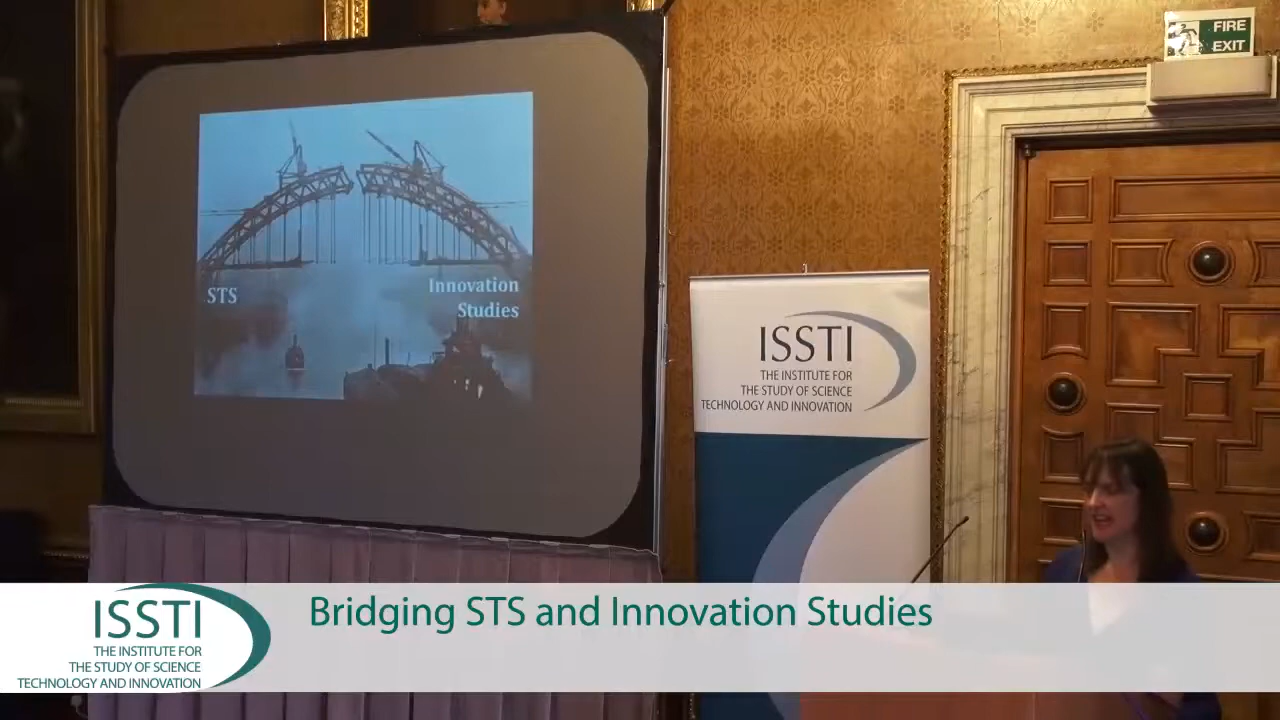 FIRE
EXIT
STS
Innovation
Studies
ISSTI
THE INSTITUTE FOR
THE STUDY OF SCIENCE
TECHNOLOGY AND INNOVATION
ISSTI
THE INSTITUTE FOR
THE STUDY OF SCIENCE
TECHNOLOGY AND INNOVATION
Bridging STS and Innovation Studies